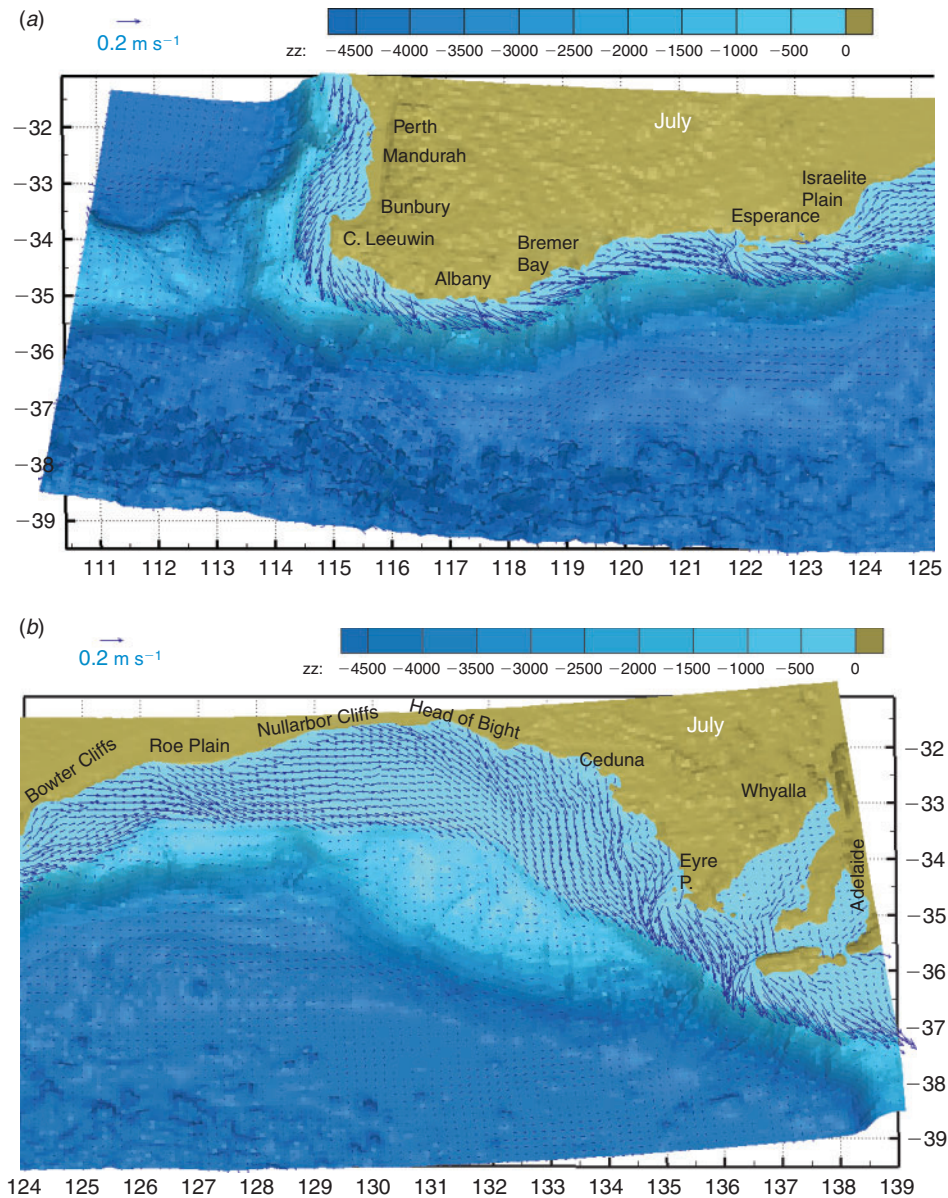 (a)
0.2 m s−1
zz: −4500 −4000 −3500 −3000 −2500 −2000 −1500 −1000 −500 0
−32
−33
−34
−35
−36
−37
−38
−39
Perth
July
Mandurah
Israelite
Plain
Bunbury
Esperance
C. Leeuwin
Bremer
Bay
Albany
111 112 113 114 115 116 117 118 119 120 121 122 123 124 125
(b)
0.2 m s−1
zz: −4500 −4000 −3500 −3000 −2500 −2000 −1500 −1000 −500 0
Bowter Cliffs
Roe Plain
Nullarbor Cliffs
Head of Bight
July
Ceduna
Whyalla
Eyre
P.
Adelaide
−32
−33
−34
−35
−36
−37
−38
−39
124 125 126 127 128 129 130 131 132 133 134 135 136 137 138 139